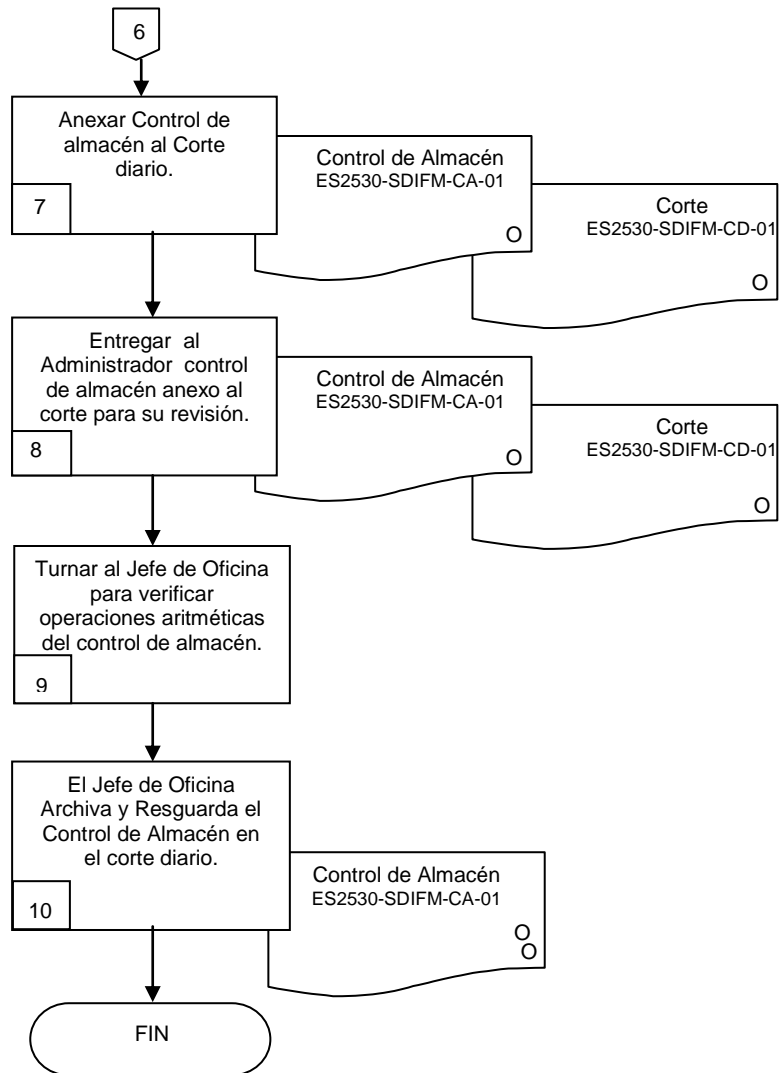 6
Anexar Control de
almacén al Corte
diario.
7
Control de Almacén
ES2530-SDIFM-CA-01
O
Corte
ES2530-SDIFM-CD-01
O
Entregar al
Administrador control
de almacén anexo al
corte para su revisión.
8
Control de Almacén
ES2530-SDIFM-CA-01
O
Corte
ES2530-SDIFM-CD-01
O
Turnar al Jefe de Oficina
para verificar
operaciones aritméticas
del control de almacén.
9
El Jefe de Oficina
Archiva y Resguarda el
Control de Almacén en
el corte diario.
10
Control de Almacén
ES2530-SDIFM-CA-01
O
O
FIN